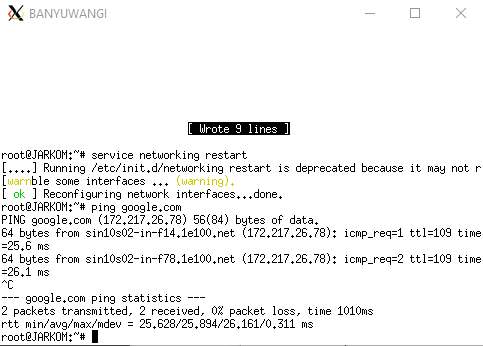 BANYUWANGI
[ Wrote 9 lines ]
root@JARKOM:~# service networking restart
[....] Running /etc/init.d/networking restart is deprecated because it may not r
[warnble some interfaces ... (warning).
[ ok ] Reconfiguring network interfaces...done.
root@JARKOM:~# ping google.com
PING google.com (172.217.26.78) 56(84) bytes of data.
64 bytes from sin10s02-in-f14.1e100.net (172.217.26.78): icmp_req=1 ttl=109 time
=25.6 ms
64 bytes from sin10s02-in-f78.1e100.net (172.217.26.78): icmp_req=2 ttl=109 time
=26.1 ms
^C
--- google.com ping statistics ---
2 packets transmitted, 2 received, 0% packet loss, time 1010ms
rtt min/avg/max/mdev = 25.628/25.894/26.161/0.311 ms
root@JARKOM:~#